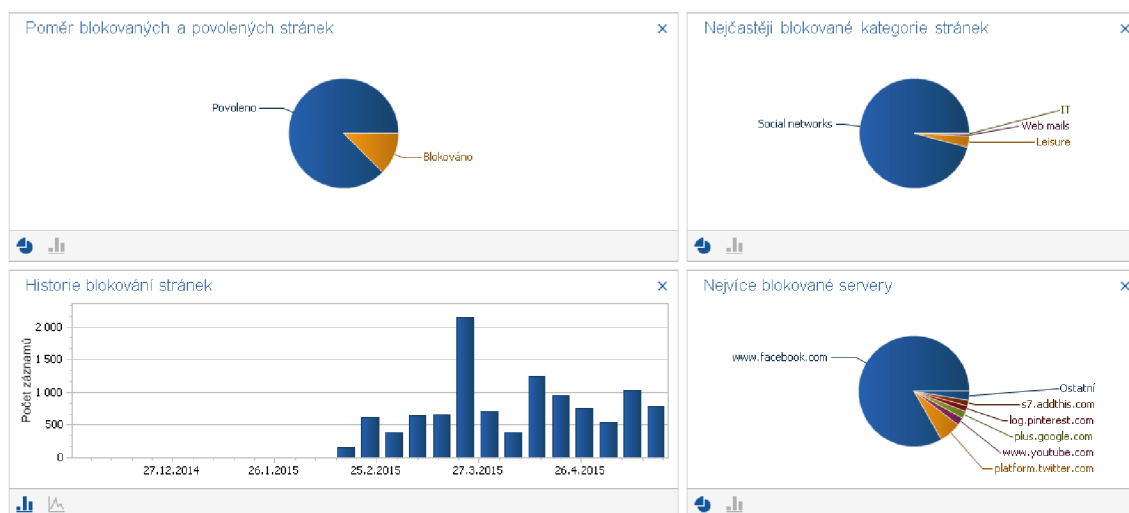 Poměr blokovaných a povolených stránek
Povoleno
Blokováno
Nejčastěji blokované kategorie stránek
Social networks
IT
Web mails
Leisure
Historie blokování stránek
Počet záznamů
2 000
1 500
1 000
500
0
27.12.2014
26.1.2015
25.2.2015
27.3.2015
26.4.2015
Nejvíce blokované servery
www.facebook.com
Ostatní
s7.addthis.com
log.pinterest.com
plus.google.com
www.youtube.com
platform.twitter.com